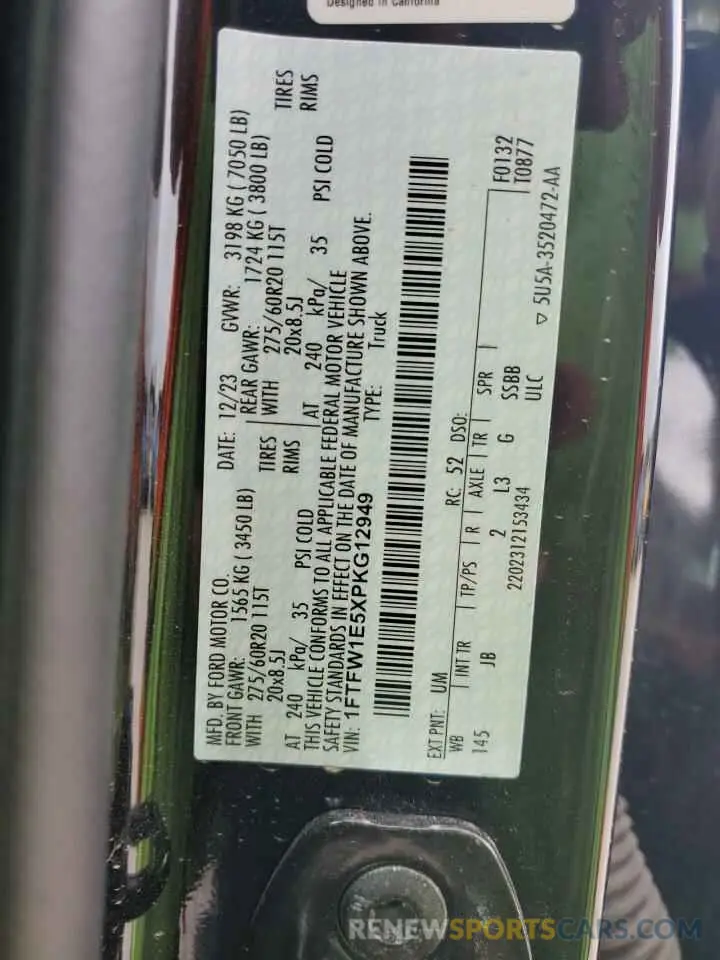 Designed in California
MFD. BY FORD MOTOR CO.
DATE: 12/23 GVWR: 3198 KG ( 7050 LB)
FRONT GAWR: 1565 KG ( 3450 LB)
REAR GAWR: 1724 KG ( 3800 LB)
WITH 275/60R20 115T TIRES
WITH 275/60R20 115T TIRES
20x8.5J RIMS
20x8.5J RIMS
AT 240 kPa/ 35 PSI COLD
AT 240 kPa/ 35 PSI COLD
THIS VEHICLE CONFORMS TO ALL APPLICABLE FEDERAL MOTOR VEHICLE
SAFETY STANDARDS IN EFFECT ON THE DATE OF MANUFACTURE SHOWN ABOVE.
VIN: 1FTFW1E5XPKG12949 TYPE: Truck
F0132
T0877
EXT PNT: UM RC: 52 DSO:
WB INT TR TP/PS R AXLE TR SPR
145 JB 2 L3 G SSBB
ULC
2202312153434
▽ 5U5A-3520472-AA
RENEWSPORTSCARS.COM